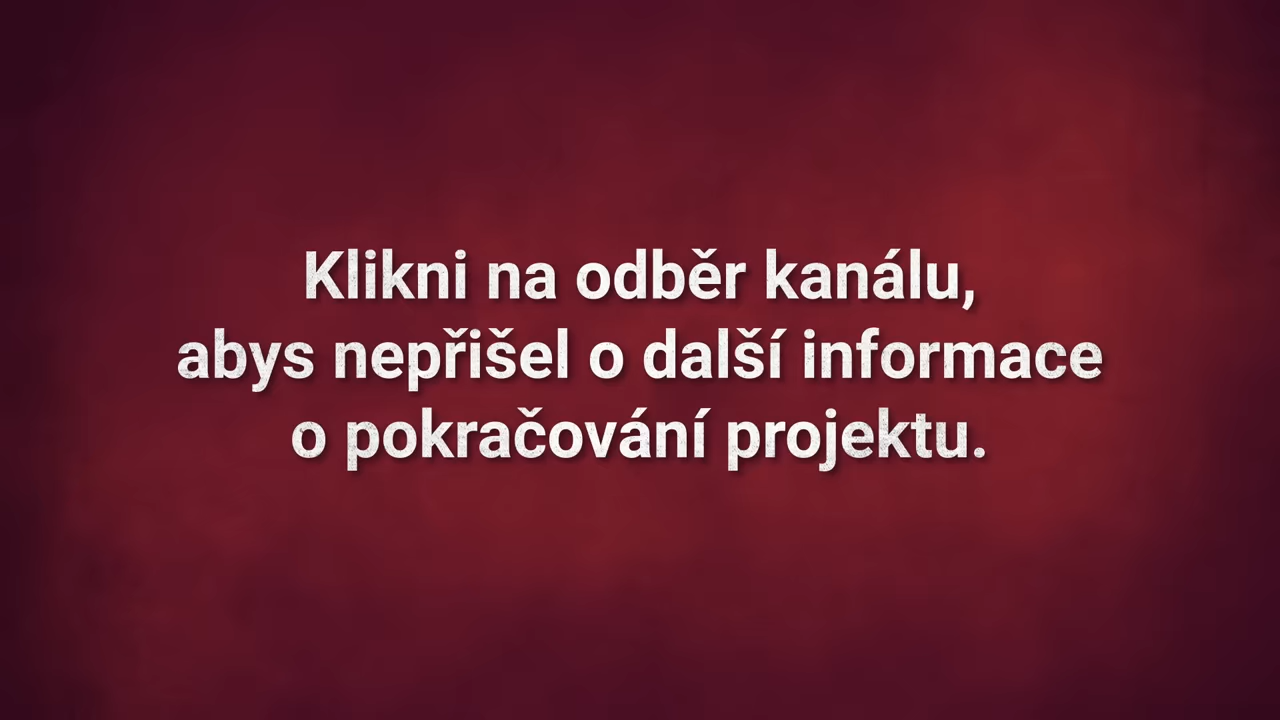 Klikni na odběr kanálu,
abys nepřišel o další informace
o pokračování projektu.